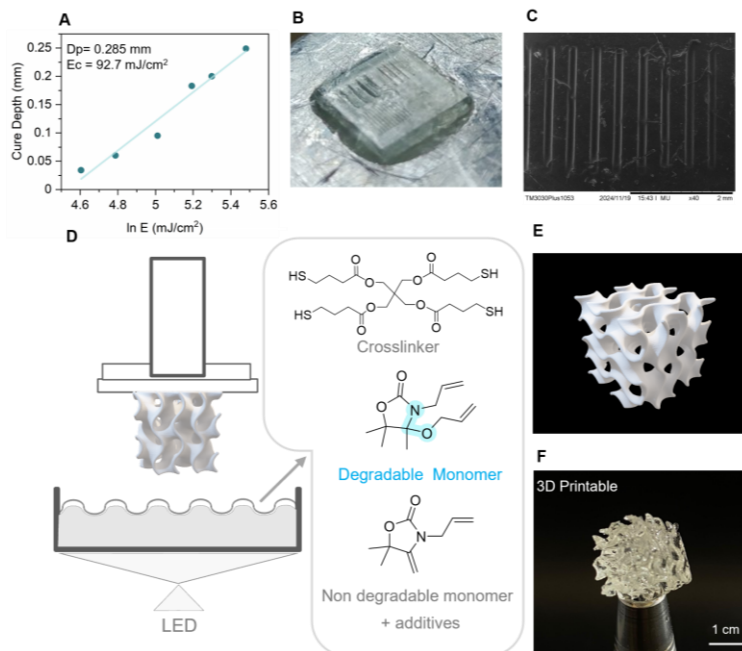 A
Dp= 0.285 mm
Ec = 92.7 mJ/cm²
Cure Depth (mm)
0.25
0.20
0.15
0.1
0.05
0
4.6 4.8 5 5.2 5.4 5.6
ln E (mJ/cm²)
B
C
TM3030Plus1053 2024/11/19 15:43 I MU x40 2 mm
D
LED
HS O O SH
O O
HS O O SH
O O
Crosslinker
O
O N
O
Degradable Monomer
O
O N
Non degradable monomer
+ additives
E
F
3D Printable
1 cm